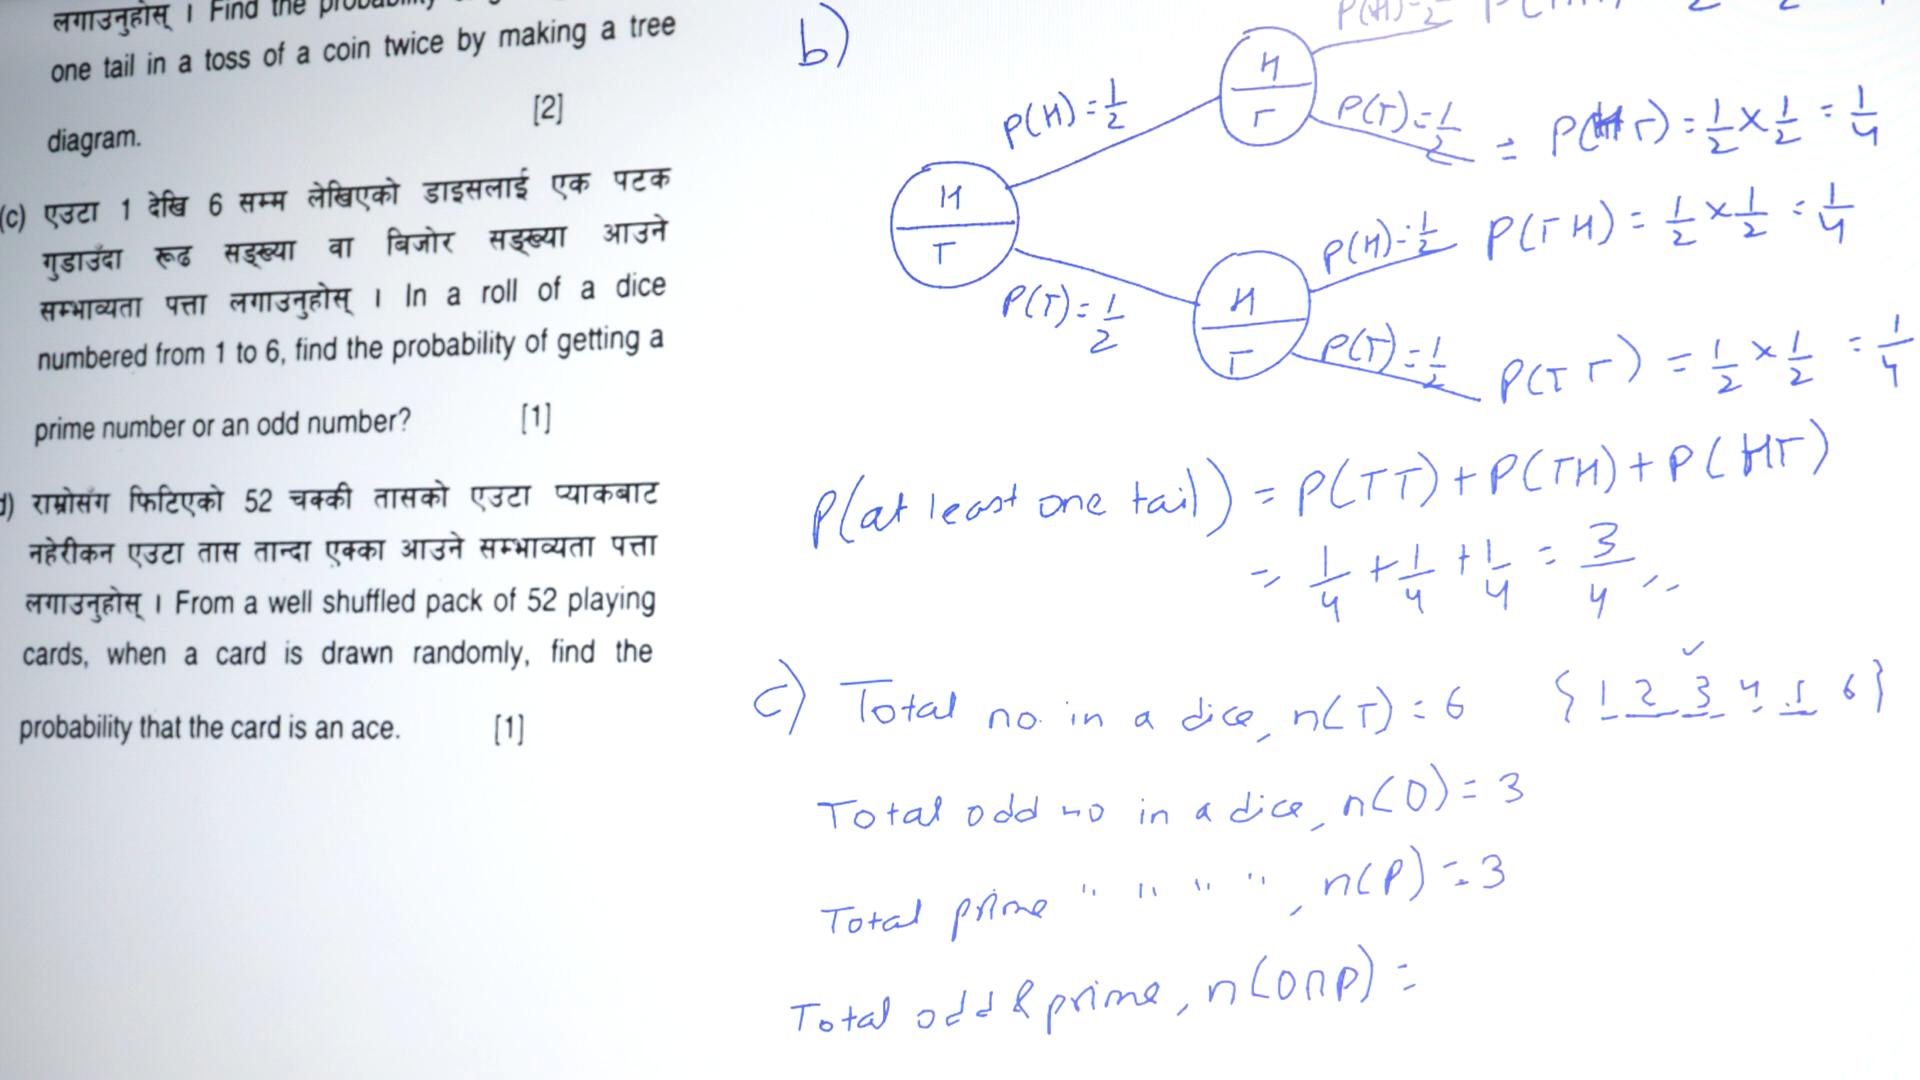 लगाउनुहोस् । Find the probability
one tail in a toss of a coin twice by making a tree
[2]
diagram.
(c) एउटा 1 देखि 6 सम्म लेखिएको डाइसलाई एक पटक
गुडाउँदा रूढ सङ्ख्या वा बिजोर सङ्ख्या आउने
सम्भाव्यता पत्ता लगाउनुहोस् । In a roll of a dice
numbered from 1 to 6, find the probability of getting a
prime number or an odd number? [1]
d) राम्रोसँग फिटिएको 52 चक्की तासको एउटा प्याकबाट
नहेरीकन एउटा तास तान्दा एक्का आउने सम्भाव्यता पत्ता
लगाउनुहोस् । From a well shuffled pack of 52 playing
cards, when a card is drawn randomly, find the
probability that the card is an ace. [1]
b)
P(H)=1/2
H
T
P(H)=1/2
P(T)=1/2 = P(HT) = 1/2 × 1/2 = 1/4
H
T
P(H)=1/2 P(TH) = 1/2 × 1/2 = 1/4
P(T)=1/2
H
T
P(T)=1/2 P(TT) = 1/2 × 1/2 = 1/4
P(at least one tail) = P(TT) + P(TH) + P(HT)
= 1/4 + 1/4 + 1/4 = 3/4
c) Total no. in a dice, n(T) = 6 { 1 2 3 4 5 6 }
Total odd no in a dice, n(O) = 3
Total prime " " " ", n(P) = 3
Total odd & prime, n(O∩P) =